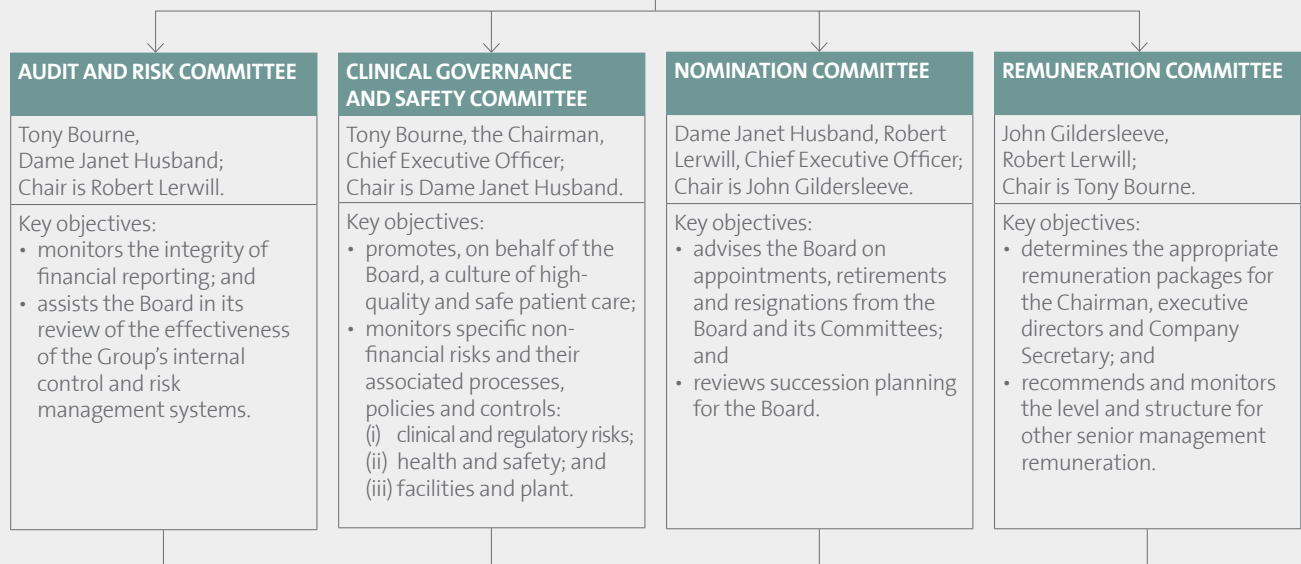 AUDIT AND RISK COMMITTEE
Tony Bourne,
Dame Janet Husband;
Chair is Robert Lerwill.
Key objectives:
• monitors the integrity of
financial reporting; and
• assists the Board in its
review of the effectiveness
of the Group's internal
control and risk
management systems.
CLINICAL GOVERNANCE
AND SAFETY COMMITTEE
Tony Bourne, the Chairman,
Chief Executive Officer;
Chair is Dame Janet Husband.
Key objectives:
• promotes, on behalf of the
Board, a culture of high-
quality and safe patient care;
• monitors specific non-
financial risks and their
associated processes,
policies and controls:
(i) clinical and regulatory risks;
(ii) health and safety; and
(iii) facilities and plant.
NOMINATION COMMITTEE
Dame Janet Husband, Robert
Lerwill, Chief Executive Officer;
Chair is John Gildersleeve.
Key objectives:
• advises the Board on
appointments, retirements
and resignations from the
Board and its Committees;
and
• reviews succession planning
for the Board.
REMUNERATION COMMITTEE
John Gildersleeve,
Robert Lerwill;
Chair is Tony Bourne.
Key objectives:
• determines the appropriate
remuneration packages for
the Chairman, executive
directors and Company
Secretary; and
• recommends and monitors
the level and structure for
other senior management
remuneration.